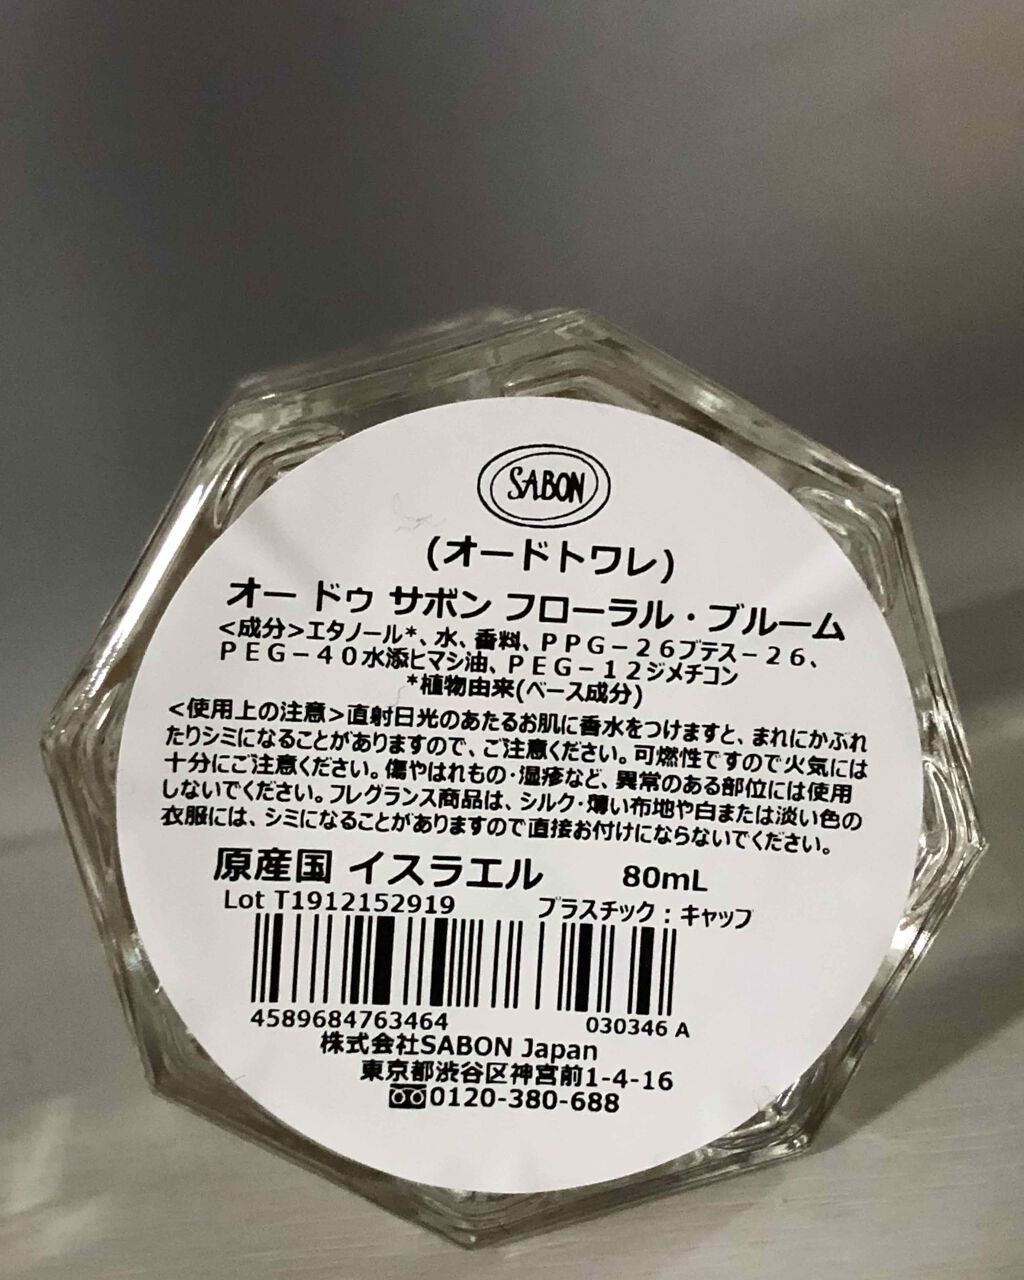 SABON
(オードトワレ)
オー ドゥ サボン フローラル・ブルーム
<成分>エタノール*、水、香料、PPG-26ブテス-26、
PEG-40水添ヒマシ油、PEG-12ジメチコン
*植物由来(ベース成分)
<使用上の注意>直射日光のあたるお肌に香水をつけますと、まれにかぶれ
たりシミになることがありますので、ご注意ください。可燃性ですので火気には
十分にご注意ください。傷やはれもの・湿疹など、異常のある部位には使用
しないでください。フレグランス商品は、シルク・薄い布地や白または淡い色の
衣服には、シミになることがありますので直接お付けにならないでください。
原産国 イスラエル 80mL
Lot T1912152919 プラスチック：キャップ
4589684763464 030346 A
株式会社SABON Japan
東京都渋谷区神宮前1-4-16
0120-380-688